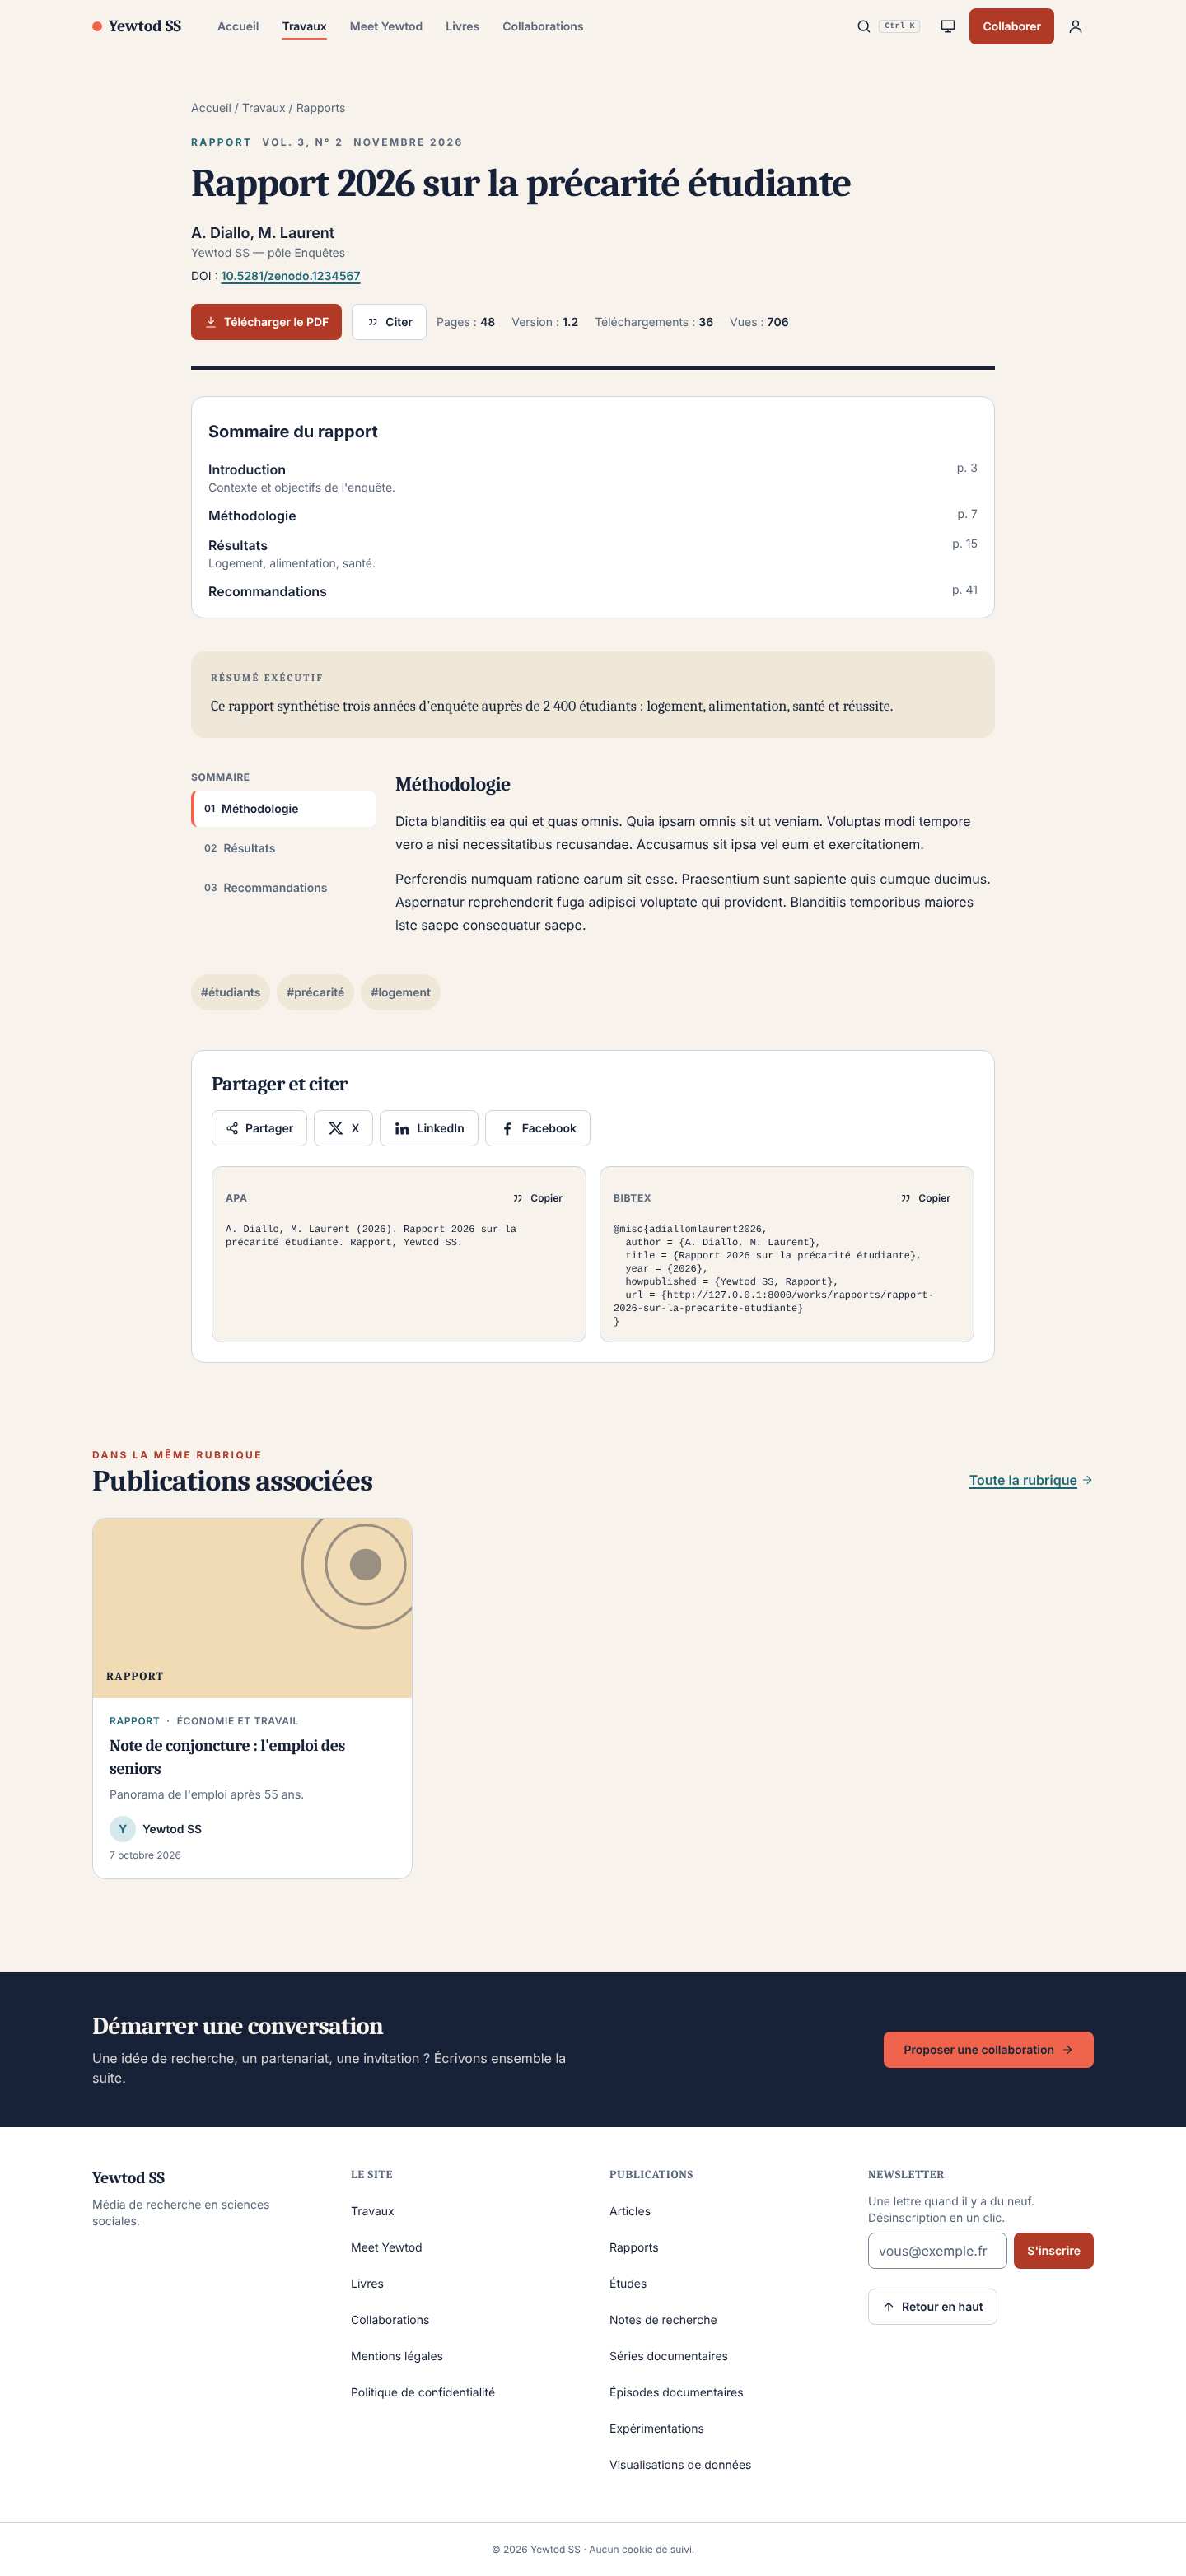 Yewtod SS
Accueil
Travaux
Meet Yewtod
Livres
Collaborations
Ctrl K
Collaborer
Accueil / Travaux / Rapports
RAPPORT VOL. 3, N° 2 NOVEMBRE 2026
Rapport 2026 sur la précarité étudiante
A. Diallo, M. Laurent
Yewtod SS — pôle Enquêtes
DOI : 10.5281/zenodo.1234567
Télécharger le PDF
Citer
Pages : 48
Version : 1.2
Téléchargements : 36
Vues : 706
Sommaire du rapport
Introduction p. 3
Contexte et objectifs de l'enquête.
Méthodologie p. 7
Résultats p. 15
Logement, alimentation, santé.
Recommandations p. 41
RÉSUMÉ EXÉCUTIF
Ce rapport synthétise trois années d'enquête auprès de 2 400 étudiants : logement, alimentation, santé et réussite.
SOMMAIRE
01 Méthodologie
02 Résultats
03 Recommandations
Méthodologie
Dicta blanditiis ea qui et quas omnis. Quia ipsam omnis sit ut veniam. Voluptas modi tempore
vero a nisi necessitatibus recusandae. Accusamus sit ipsa vel eum et exercitationem.
Perferendis numquam ratione earum sit esse. Praesentium sunt sapiente quis cumque ducimus.
Aspernatur reprehenderit fuga adipisci voluptate qui provident. Blanditiis temporibus maiores
iste saepe consequatur saepe.
#étudiants
#précarité
#logement
Partager et citer
Partager
X
LinkedIn
Facebook
APA
Copier
A. Diallo, M. Laurent (2026). Rapport 2026 sur la
précarité étudiante. Rapport, Yewtod SS.
BIBTEX
Copier
@misc{adiallomlaurent2026,
  author = {A. Diallo, M. Laurent},
  title = {Rapport 2026 sur la précarité étudiante},
  year = {2026},
  howpublished = {Yewtod SS, Rapport},
  url = {http://127.0.0.1:8000/works/rapports/rapport-
2026-sur-la-precarite-etudiante}
}
DANS LA MÊME RUBRIQUE
Publications associées
Toute la rubrique
RAPPORT
RAPPORT · ÉCONOMIE ET TRAVAIL
Note de conjoncture : l'emploi des
seniors
Panorama de l'emploi après 55 ans.
Y
Yewtod SS
7 octobre 2026
Démarrer une conversation
Une idée de recherche, un partenariat, une invitation ? Écrivons ensemble la
suite.
Proposer une collaboration
Yewtod SS
Média de recherche en sciences
sociales.
LE SITE
Travaux
Meet Yewtod
Livres
Collaborations
Mentions légales
Politique de confidentialité
PUBLICATIONS
Articles
Rapports
Études
Notes de recherche
Séries documentaires
Épisodes documentaires
Expérimentations
Visualisations de données
NEWSLETTER
Une lettre quand il y a du neuf.
Désinscription en un clic.
vous@exemple.fr
S'inscrire
Retour en haut
© 2026 Yewtod SS · Aucun cookie de suivi.